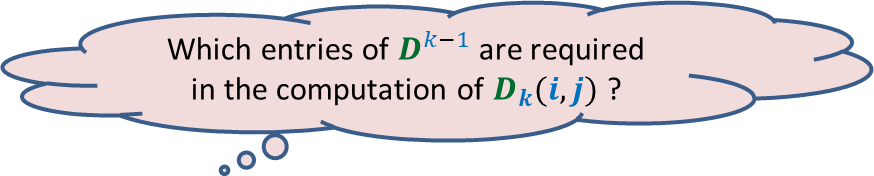 Which entries of D^{k−1} are required
in the computation of D_k(i, j) ?